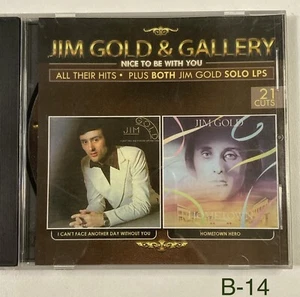 JIM GOLD & GALLERY
NICE TO BE WITH YOU
ALL THEIR HITS • PLUS BOTH JIM GOLD SOLO LPS
21
CUTS
JIM
GOLD
JIM GOLD
I CAN'T FACE ANOTHER DAY WITHOUT YOU
HOMETOWN HERO
B-14